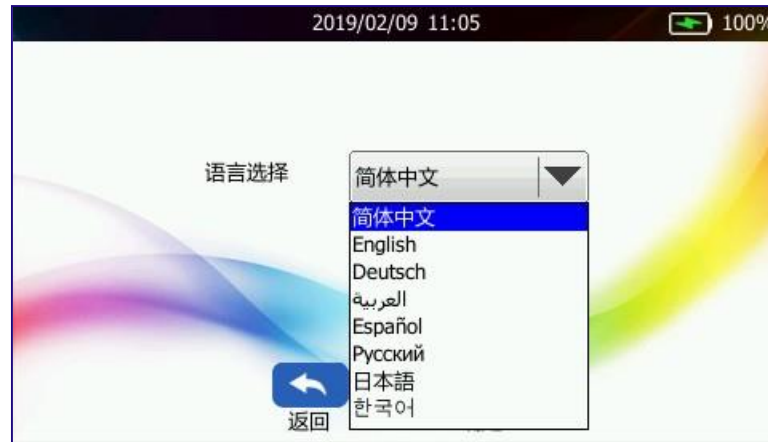 2019/02/09 11:05
100%
语言选择
简体中文
简体中文
English
Deutsch
العربية
Español
Русский
日本語
한국어
返回